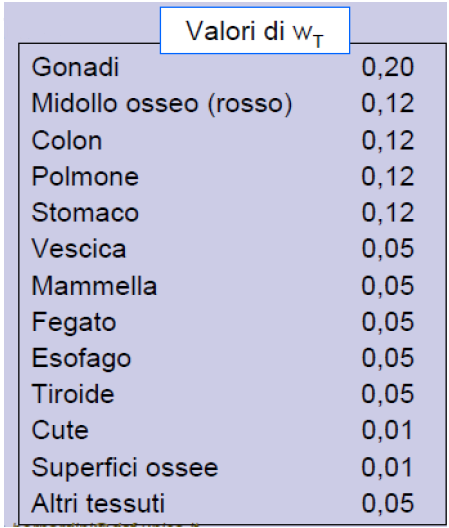 Valori di wT
Gonadi 0,20
Midollo osseo (rosso) 0,12
Colon 0,12
Polmone 0,12
Stomaco 0,12
Vescica 0,05
Mammella 0,05
Fegato 0,05
Esofago 0,05
Tiroide 0,05
Cute 0,01
Superfici ossee 0,01
Altri tessuti 0,05